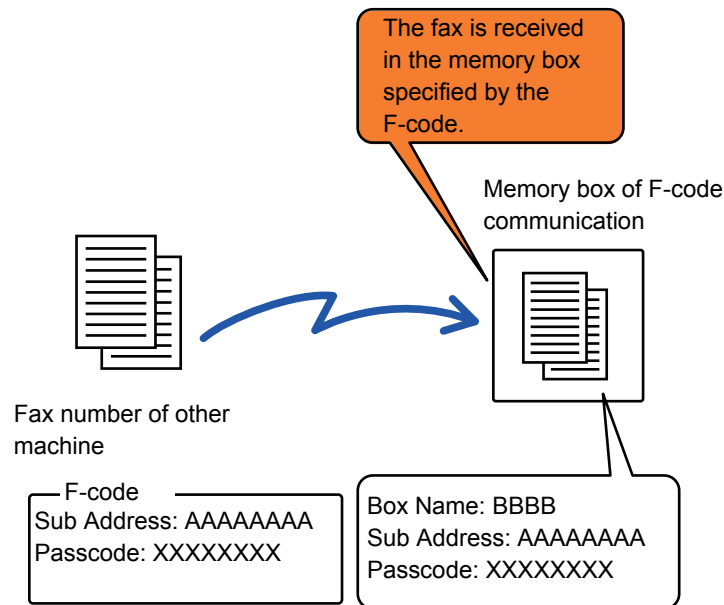 The fax is received
in the memory box
specified by the
F-code.
Memory box of F-code
communication
Fax number of other
machine
F-code
Sub Address: AAAAAAAA
Passcode: XXXXXXXX
Box Name: BBBB
Sub Address: AAAAAAAA
Passcode: XXXXXXXX